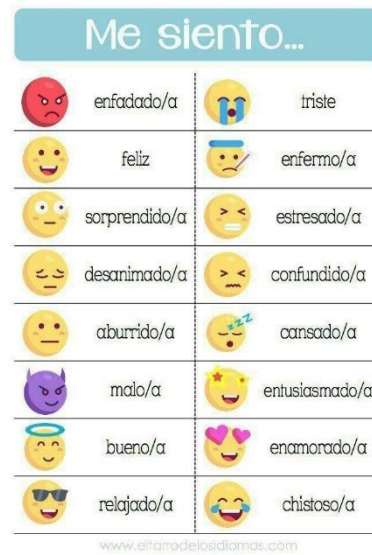 Me siento...
enfadado/a
triste
feliz
enfermo/a
sorprendido/a
estresado/a
desanimado/a
confundido/a
aburrido/a
cansado/a
zzz
malo/a
entusiasmado/a
bueno/a
enamorado/a
relajado/a
chistoso/a
www.eltarrodelosidiomas.com